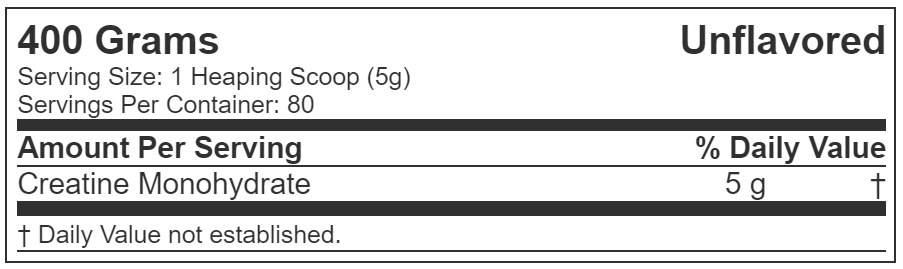 400 Grams Unflavored
Serving Size: 1 Heaping Scoop (5g)
Servings Per Container: 80
Amount Per Serving % Daily Value
Creatine Monohydrate 5 g †
† Daily Value not established.